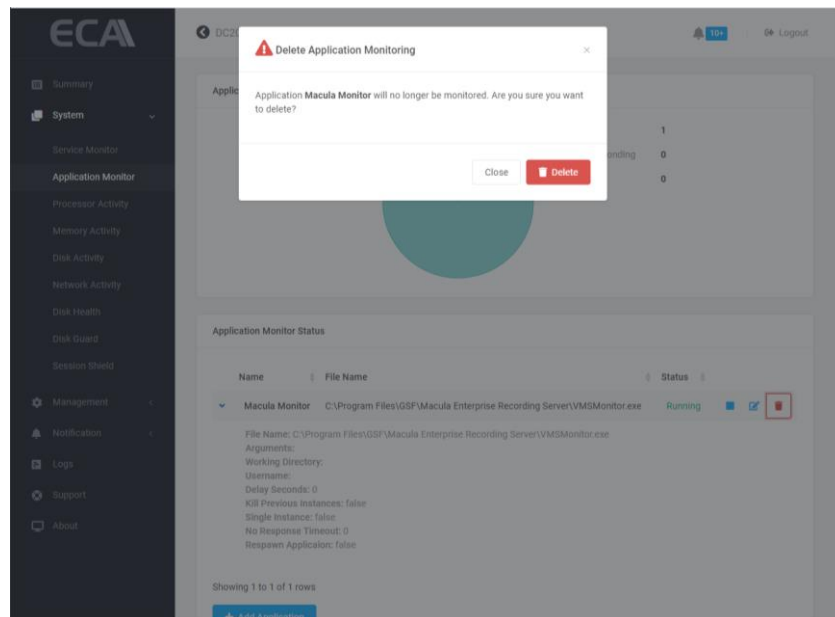 ECA
DC20
10+
Logout
Delete Application Monitoring
Application Macula Monitor will no longer be monitored. Are you sure you want
to delete?
Close
Delete
Summary
System
Service Monitor
Application Monitor
Processor Activity
Memory Activity
Disk Activity
Network Activity
Disk Health
Disk Guard
Session Shield
Management
Notification
Logs
Support
About
Applic
1
onding 0
0
Application Monitor Status
Name File Name Status
Macula Monitor C:\Program Files\GSF\Macula Enterprise Recording Server\VMSMonitor.exe Running
File Name: C:\Program Files\GSF\Macula Enterprise Recording Server\VMSMonitor.exe
Arguments:
Working Directory:
Username:
Delay Seconds: 0
Kill Previous Instances: false
Single Instance: false
No Response Timeout: 0
Respawn Applicaion: false
Showing 1 to 1 of 1 rows
+ Add Application